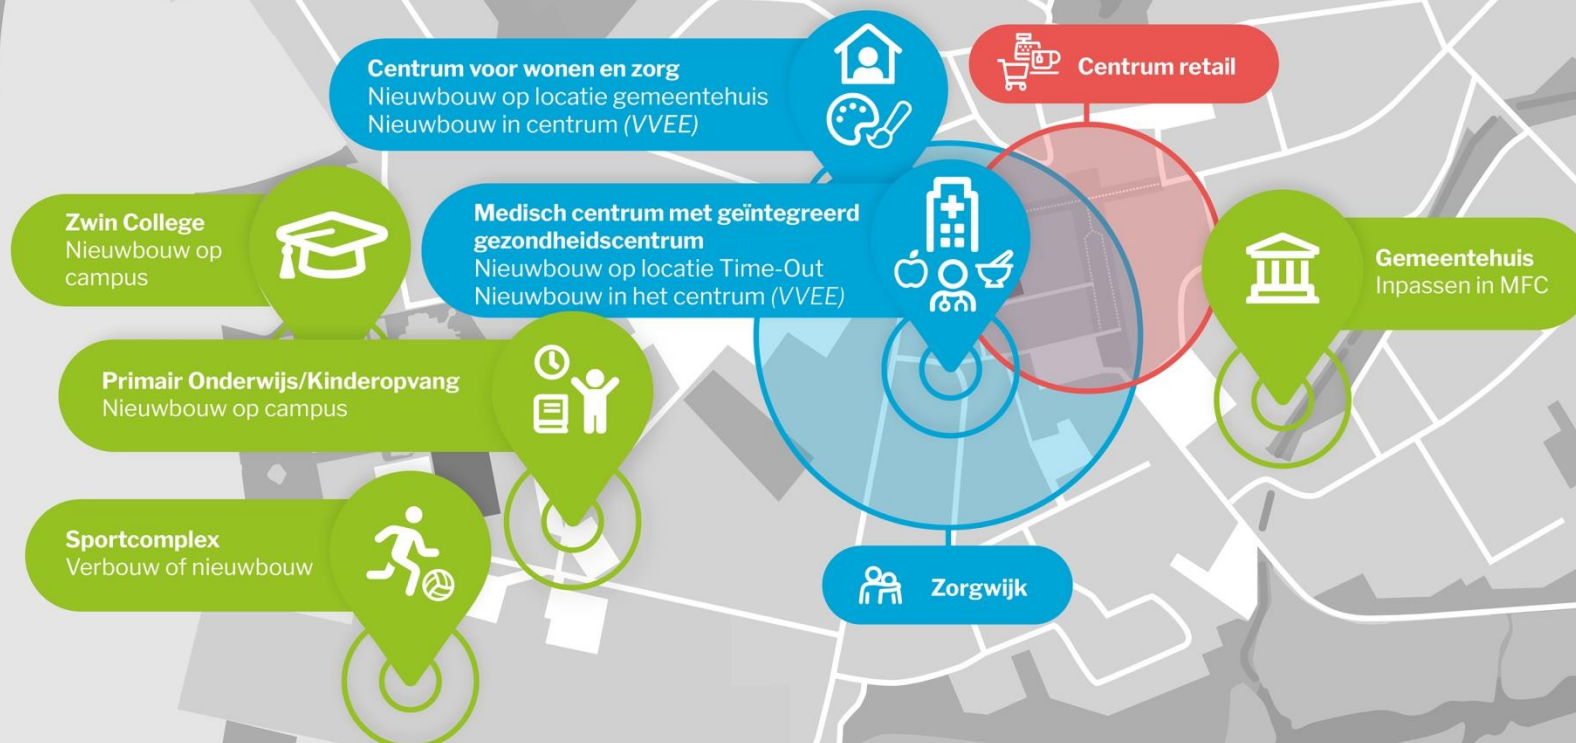 Centrum voor wonen en zorg
Nieuwbouw op locatie gemeentehuis
Nieuwbouw in centrum (VVEE)
Centrum retail
Zwin College
Nieuwbouw op
campus
Medisch centrum met geïntegreerd
gezondheidscentrum
Nieuwbouw op locatie Time-Out
Nieuwbouw in het centrum (VVEE)
Gemeentehuis
Inpassen in MFC
Primair Onderwijs/Kinderopvang
Nieuwbouw op campus
Sportcomplex
Verbouw of nieuwbouw
Zorgwijk